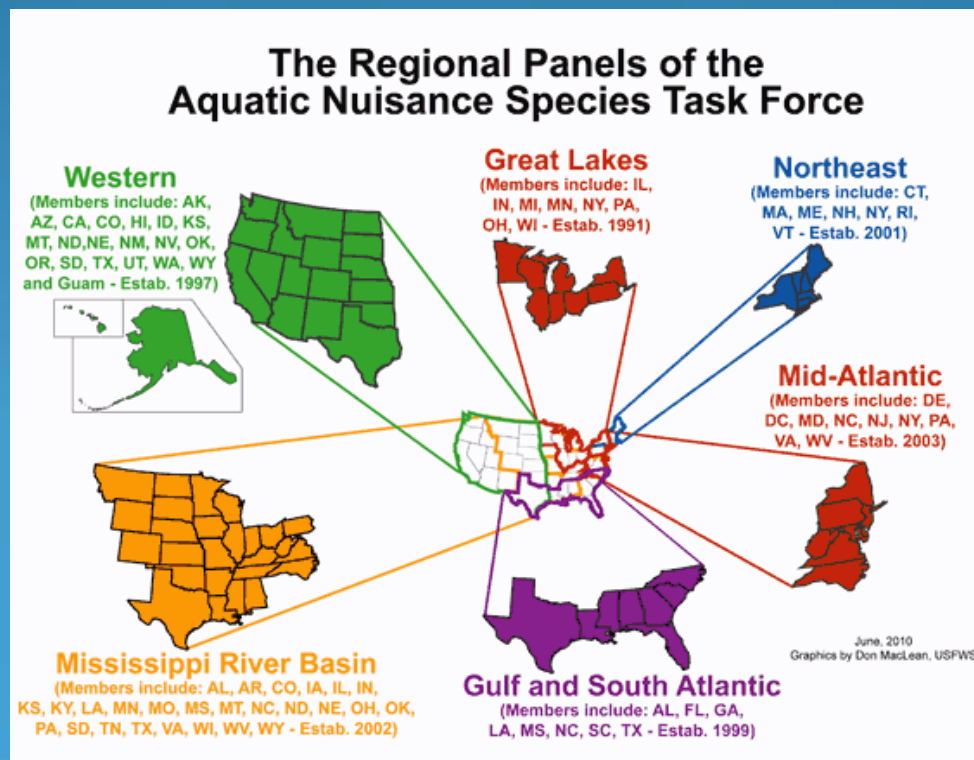 The Regional Panels of the
Aquatic Nuisance Species Task Force
Western
(Members include: AK,
AZ, CA, CO, HI, ID, KS,
MT, ND,NE, NM, NV, OK,
OR, SD, TX, UT, WA, WY
and Guam - Estab. 1997)
Great Lakes
(Members include: IL,
IN, MI, MN, NY, PA,
OH, WI - Estab. 1991)
Northeast
(Members include: CT,
MA, ME, NH, NY, RI,
VT - Estab. 2001)
Mid-Atlantic
(Members include: DE,
DC, MD, NC, NJ, NY, PA,
VA, WV - Estab. 2003)
Mississippi River Basin
(Members include: AL, AR, CO, IA, IL, IN,
KS, KY, LA, MN, MO, MS, MT, NC, ND, NE, OH, OK,
PA, SD, TN, TX, VA, WI, WV, WY - Estab. 2002)
Gulf and South Atlantic
(Members include: AL, FL, GA,
LA, MS, NC, SC, TX - Estab. 1999)
June, 2010
Graphics by Don MacLean, USFWS